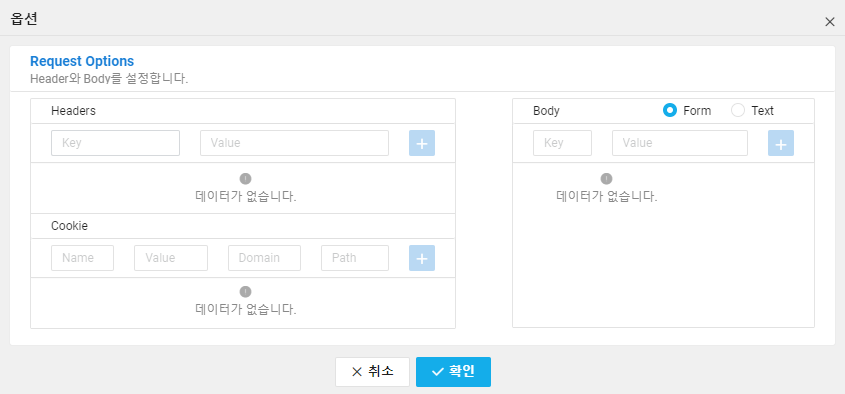 옵션
Request Options
Header와 Body를 설정합니다.
Headers
Key Value
데이터가 없습니다.
Cookie
Name Value Domain Path
데이터가 없습니다.
Body Form Text
Key Value
데이터가 없습니다.
취소 확인